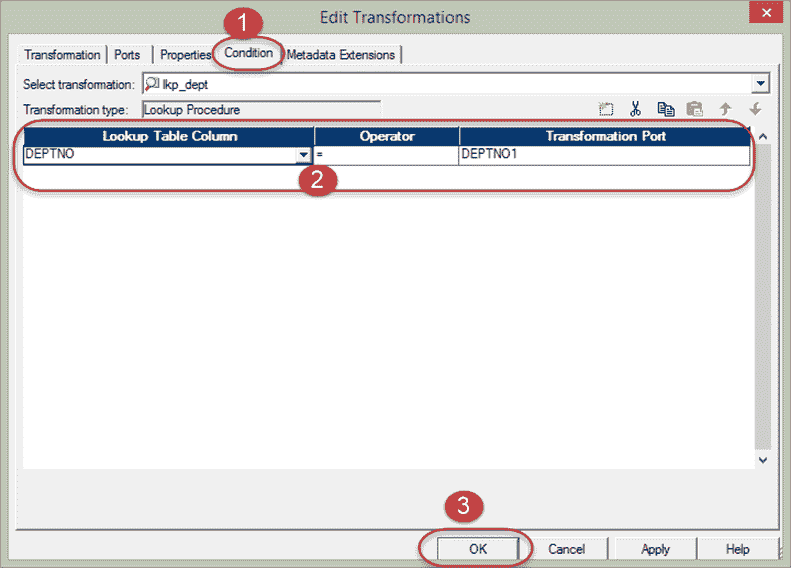 Edit Transformations
1
Transformation Ports Properties Condition Metadata Extensions
Select transformation: lkp_dept
Transformation type: Lookup Procedure
Lookup Table Column Operator Transformation Port
DEPTNO = DEPTNO1
2
3
OK Cancel Apply Help